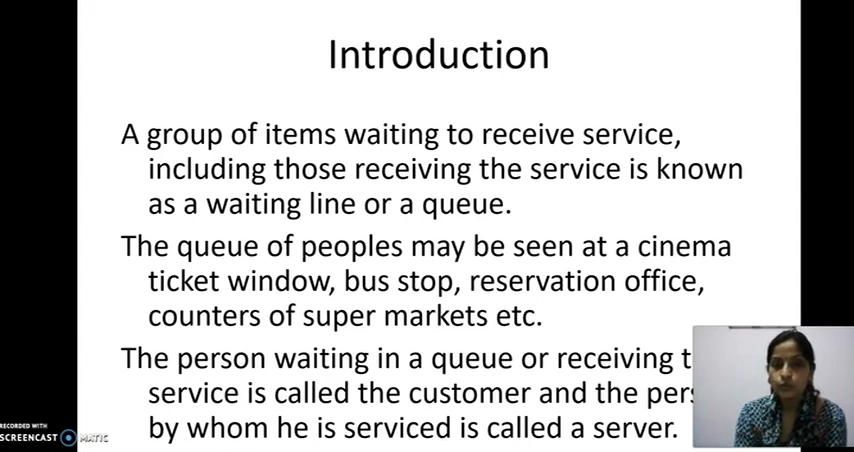 Introduction
A group of items waiting to receive service,
including those receiving the service is known
as a waiting line or a queue.
The queue of peoples may be seen at a cinema
ticket window, bus stop, reservation office,
counters of super markets etc.
The person waiting in a queue or receiving
service is called the customer and the
by whom he is serviced is called a server.
RECORDED WITH
SCREENCAST MATIC